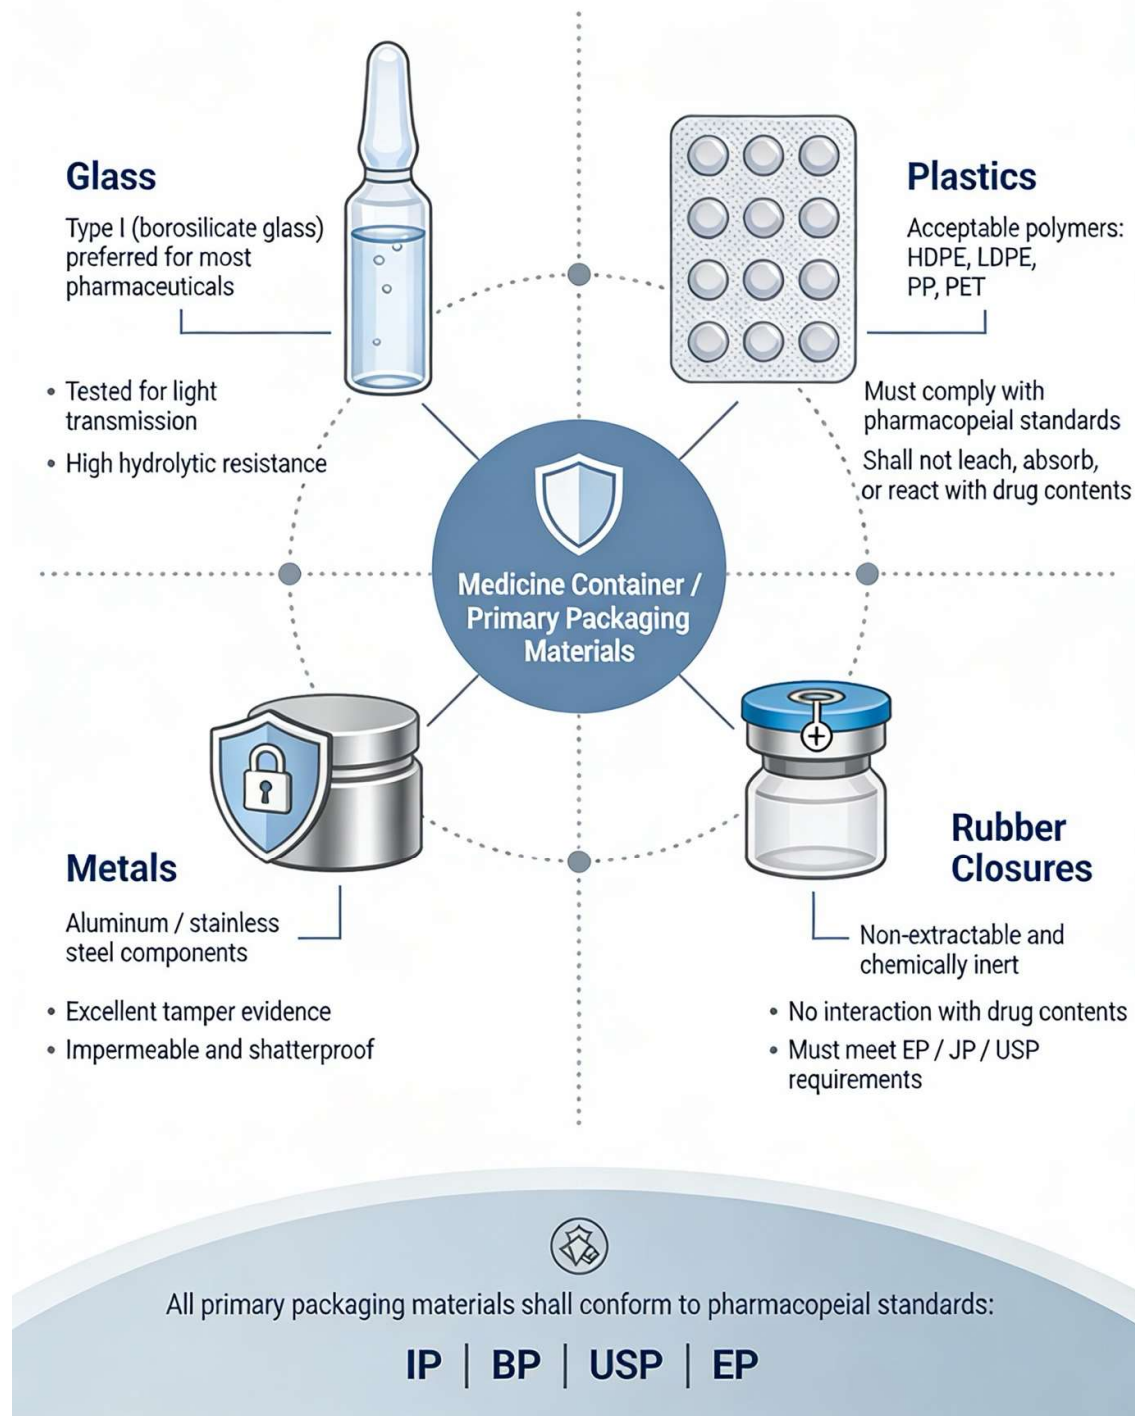 Glass
Type I (borosilicate glass)
preferred for most
pharmaceuticals
• Tested for light
transmission
• High hydrolytic resistance
Plastics
Acceptable polymers:
HDPE, LDPE,
PP, PET
Must comply with
pharmacopeial standards
Shall not leach, absorb,
or react with drug contents
Medicine Container /
Primary Packaging
Materials
Metals
Aluminum / stainless
steel components
• Excellent tamper evidence
• Impermeable and shatterproof
Rubber
Closures
Non-extractable and
chemically inert
• No interaction with drug contents
• Must meet EP / JP / USP
requirements
All primary packaging materials shall conform to pharmacopeial standards:
IP | BP | USP | EP